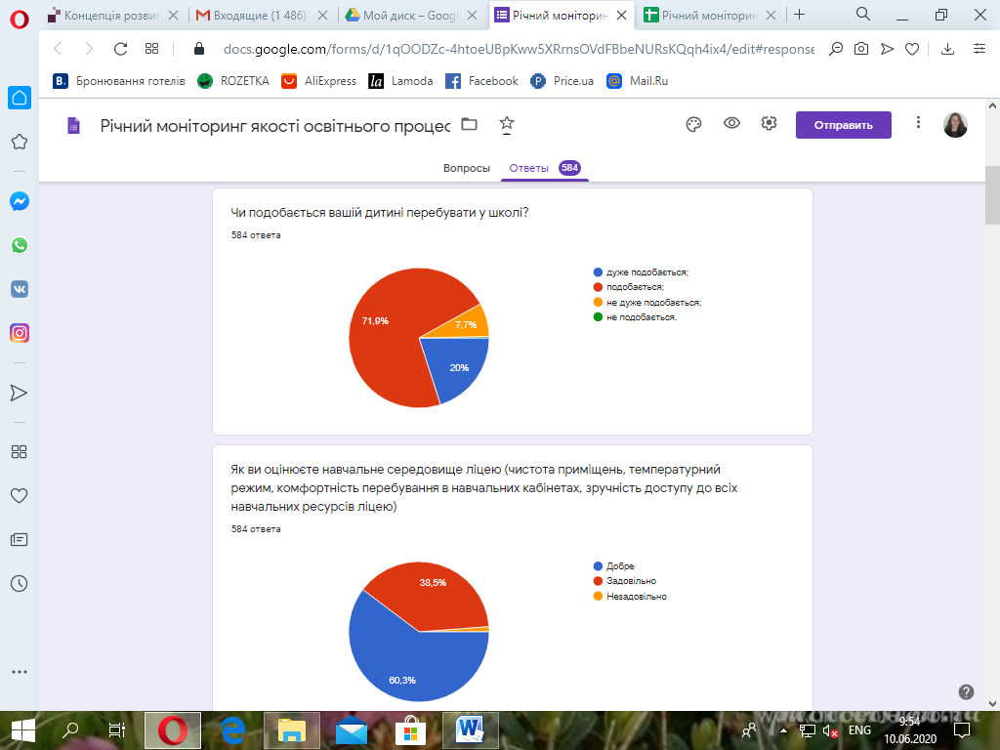 Концепція розви
Входящие (1 486)
Мой диск – Googl
Річний моніторин
Річний моніторин
docs.google.com/forms/d/1qOODZc-4htoeUBpKww5XRrnsOVdFBbeNURsKQqh4ix4/edit#response
Бронювання готелів
ROZETKA
AliExpress
Lamoda
Facebook
Price.ua
Mail.Ru
Річний моніторинг якості освітнього процес
Отправить
Вопросы
Ответы 584
Чи подобається вашій дитині перебувати у школі?
584 ответа
дуже подобається;
подобається;
не дуже подобається;
не подобається.
71,9%
7,7%
20%
Як ви оцінюєте навчальне середовище ліцею (чистота приміщень, температурний
режим, комфортність перебування в навчальних кабінетах, зручність доступу до всіх
навчальних ресурсів ліцею)
584 ответа
Добре
Задовільно
Незадовільно
38,5%
60,3%
ENG
9:54
10.06.2020